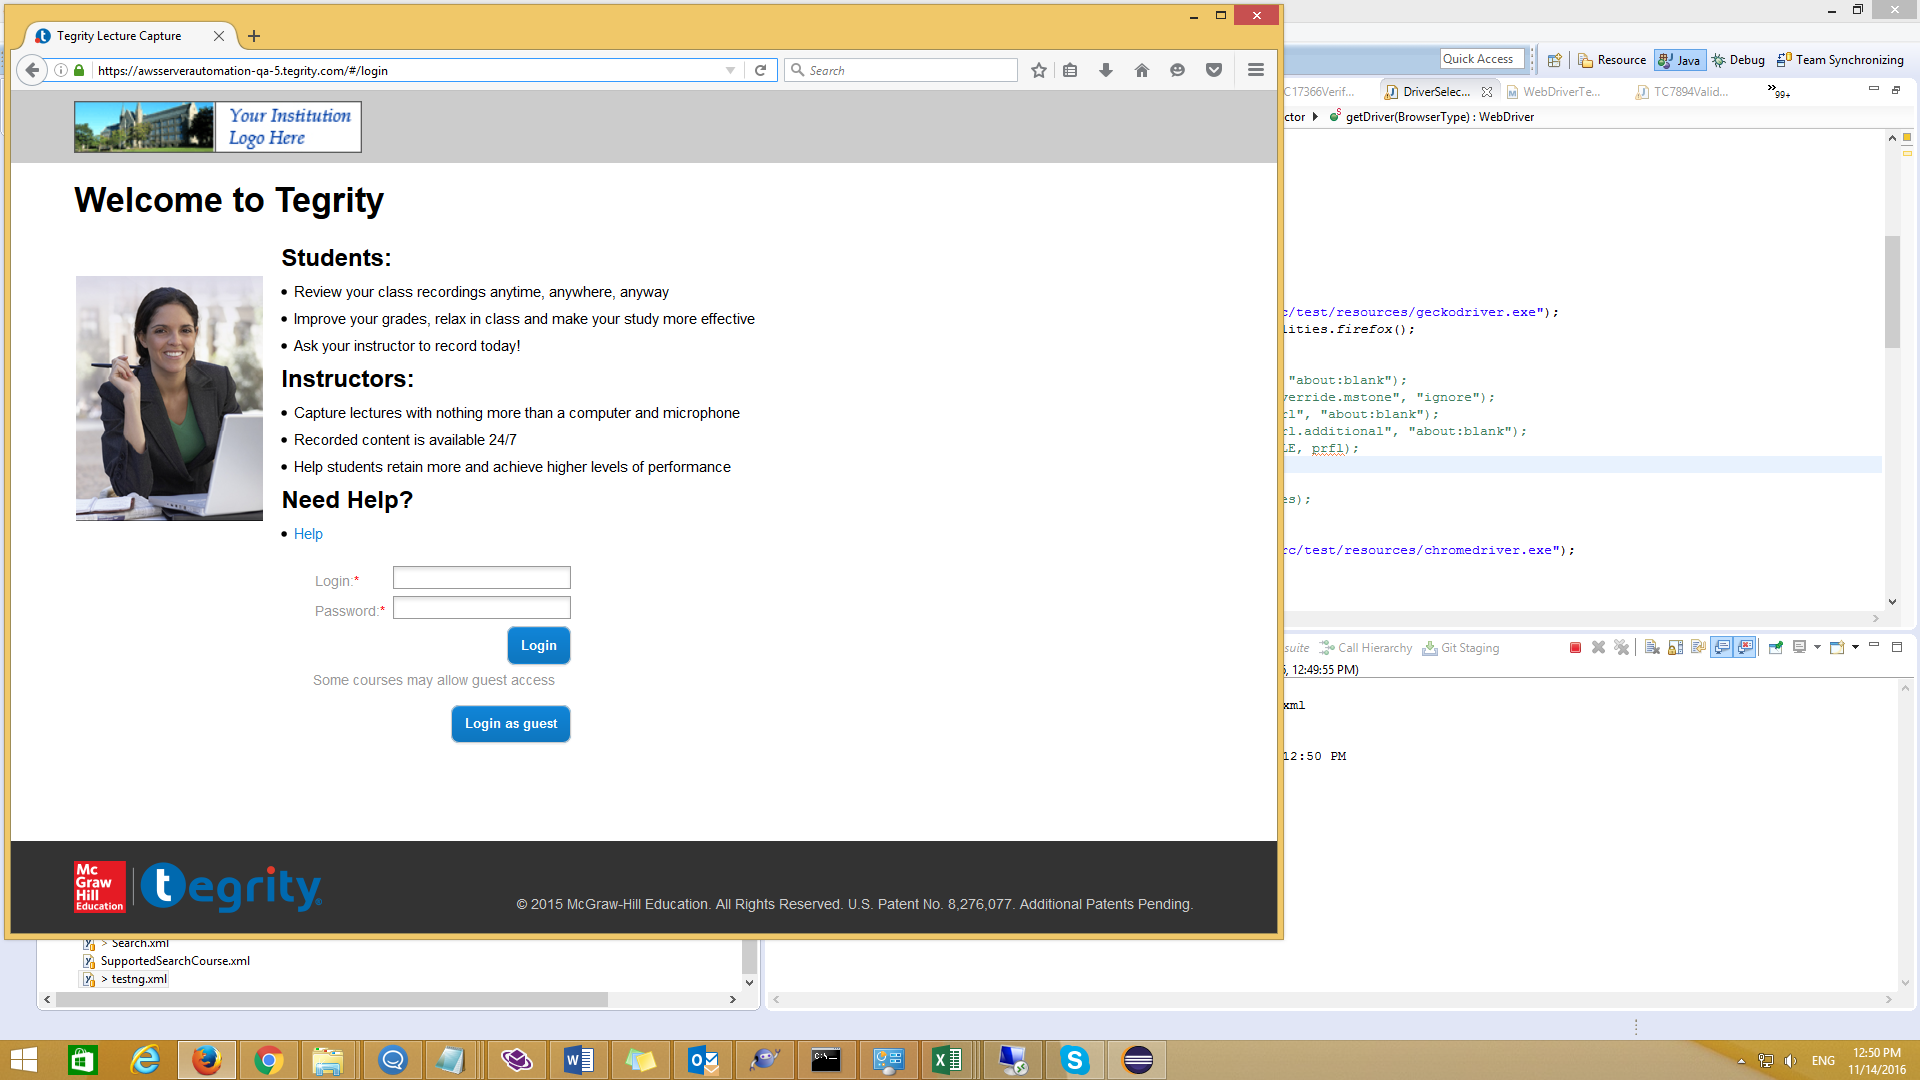 Tegrity Lecture Capture
https://awsserverautomation-qa-5.tegrity.com/#/login
Search
Your Institution
Logo Here
Welcome to Tegrity
Students:
Review your class recordings anytime, anywhere, anyway
Improve your grades, relax in class and make your study more effective
Ask your instructor to record today!
Instructors:
Capture lectures with nothing more than a computer and microphone
Recorded content is available 24/7
Help students retain more and achieve higher levels of performance
Need Help?
Help
Login:*
Password:*
Login
Some courses may allow guest access
Login as guest
Mc
Graw
Hill
Education
tegrity
© 2015 McGraw-Hill Education. All Rights Reserved. U.S. Patent No. 8,276,077. Additional Patents Pending.
Quick Access
Resource
Java
Debug
Team Synchronizing
C17366Verif...
DriverSelec...
WebDriverTe...
TC7894Valid...
99+
ctor
getDriver(BrowserType) : WebDriver
rc/test/resources/geckodriver.exe");
lities.firefox();
"about:blank");
verride.mstone", "ignore");
rl", "about:blank");
rl.additional", "about:blank");
LE, prfl);
es);
rc/test/resources/chromedriver.exe");
suite
Call Hierarchy
Git Staging
, 12:49:55 PM)
xml
12:50 PM
> Search.xml
SupportedSearchCourse.xml
> testng.xml
ENG
12:50 PM
11/14/2016